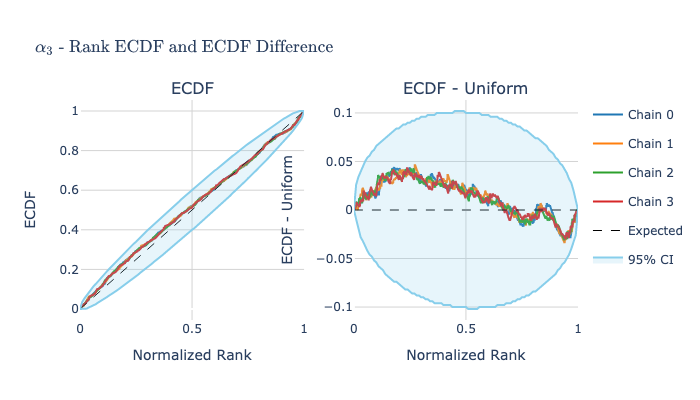 α₃ - Rank ECDF and ECDF Difference
ECDF
ECDF
1
0.8
0.6
0.4
0.2
0
0
0.5
1
Normalized Rank
ECDF - Uniform
ECDF - Uniform
0.1
0.05
0
−0.05
−0.1
0
0.5
1
Normalized Rank
Chain 0
Chain 1
Chain 2
Chain 3
Expected
95% CI